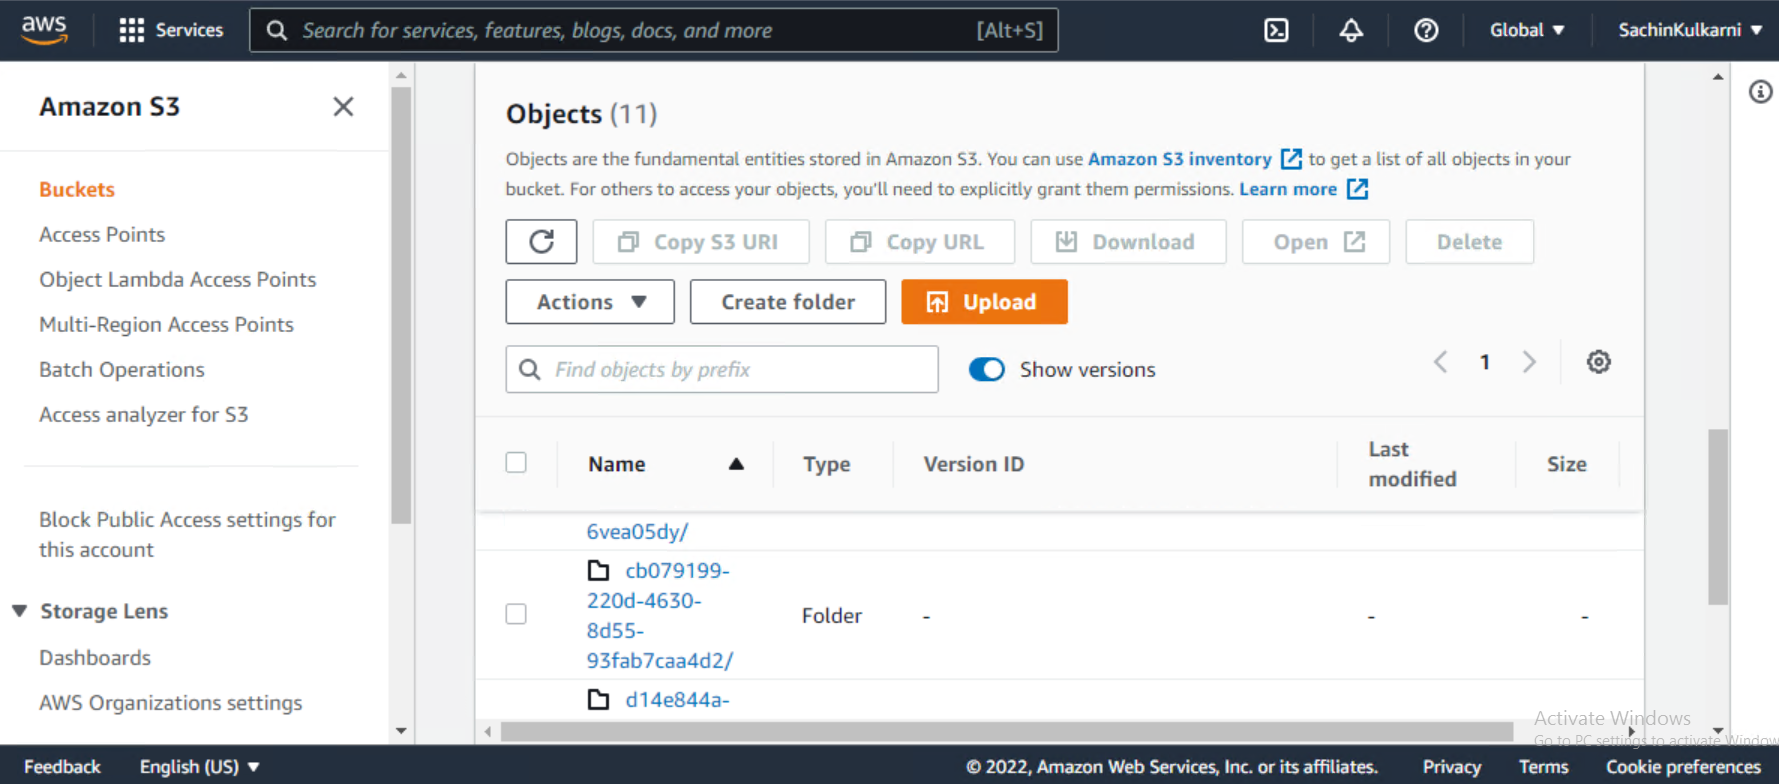 aws
Services
Search for services, features, blogs, docs, and more
[Alt+S]
Global
SachinKulkarni
Amazon S3
Buckets
Access Points
Object Lambda Access Points
Multi-Region Access Points
Batch Operations
Access analyzer for S3
Block Public Access settings for
this account
Storage Lens
Dashboards
AWS Organizations settings
Objects (11)
Objects are the fundamental entities stored in Amazon S3. You can use Amazon S3 inventory to get a list of all objects in your
bucket. For others to access your objects, you'll need to explicitly grant them permissions. Learn more
Copy S3 URI
Copy URL
Download
Open
Delete
Actions
Create folder
Upload
Find objects by prefix
Show versions
1
Name
Type
Version ID
Last
modified
Size
6vea05dy/
cb079199-
220d-4630-
8d55-
93fab7caa4d2/
Folder
-
-
-
d14e844a-
Activate Windows
Go to PC settings to activate Window
Feedback
English (US)
© 2022, Amazon Web Services, Inc. or its affiliates.
Privacy
Terms
Cookie preferences